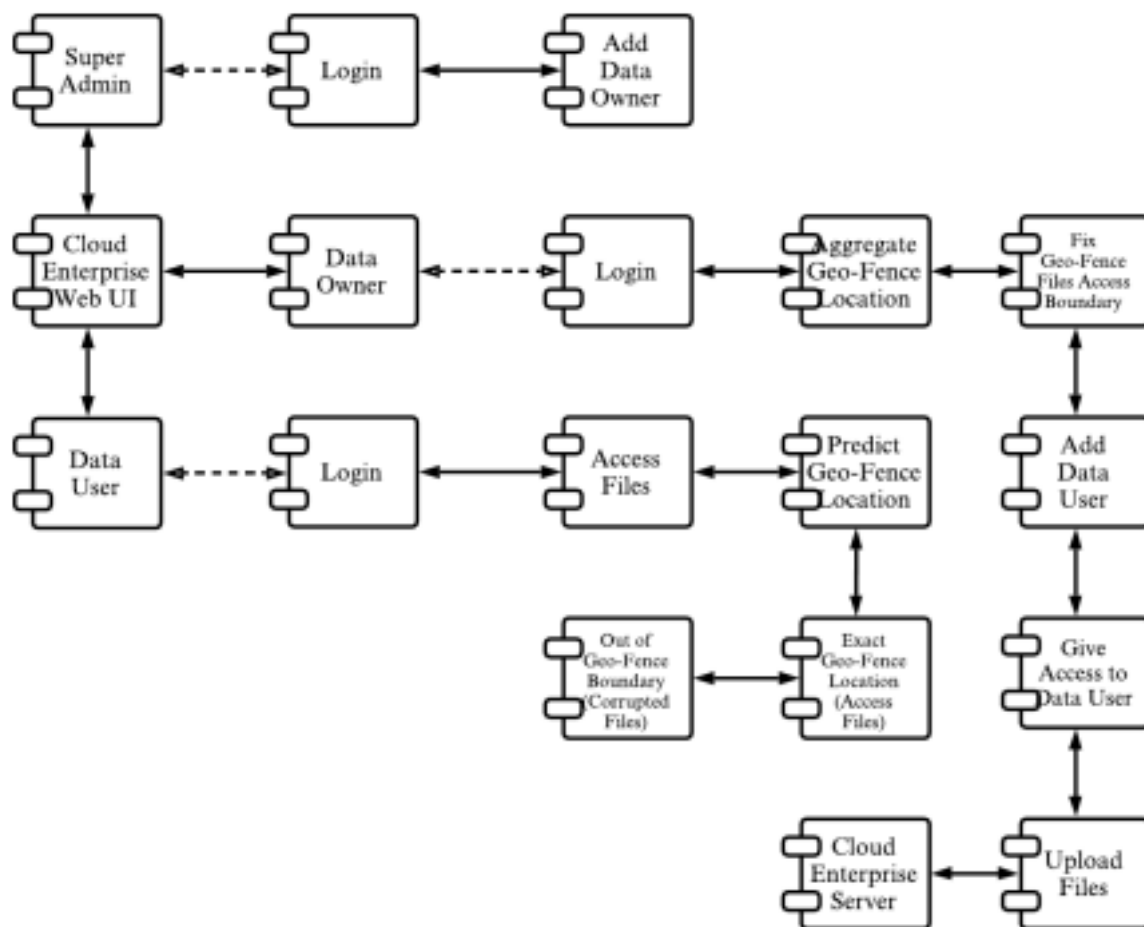 Super
Admin
Login
Add
Data
Owner
Cloud
Enterprise
Web UI
Data
Owner
Login
Aggregate
Geo-Fence
Location
Fix
Geo-Fence
Files Access
Boundary
Data
User
Login
Access
Files
Predict
Geo-Fence
Location
Add
Data
User
Out of
Geo-Fence
Boundary
(Corrupted
Files)
Exact
Geo-Fence
Location
(Access
Files)
Give
Access to
Data User
Cloud
Enterprise
Server
Upload
Files